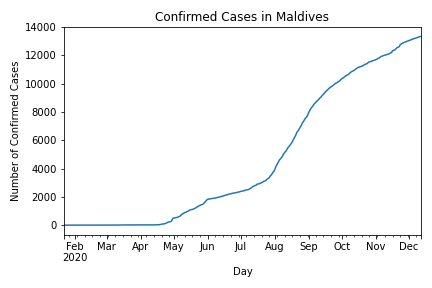 Confirmed Cases in Maldives
14000
12000
10000
8000
6000
4000
2000
0
Number of Confirmed Cases
Feb Mar Apr May Jun Jul Aug Sep Oct Nov Dec
2020
Day